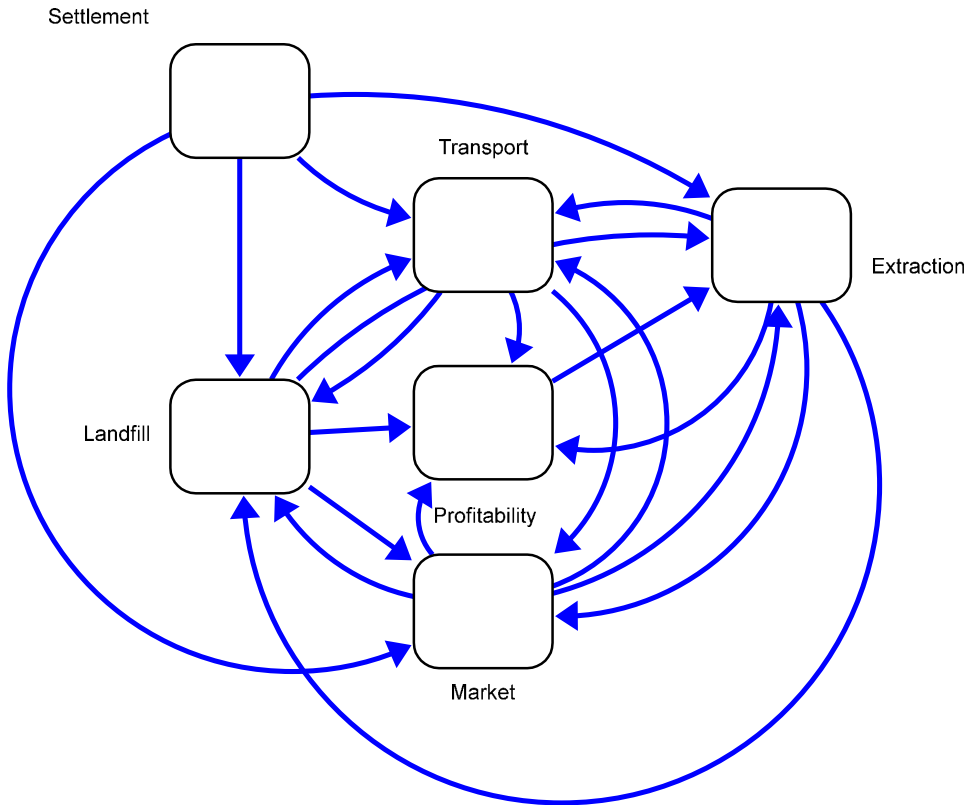 Settlement
Transport
Extraction
Landfill
Profitability
Market